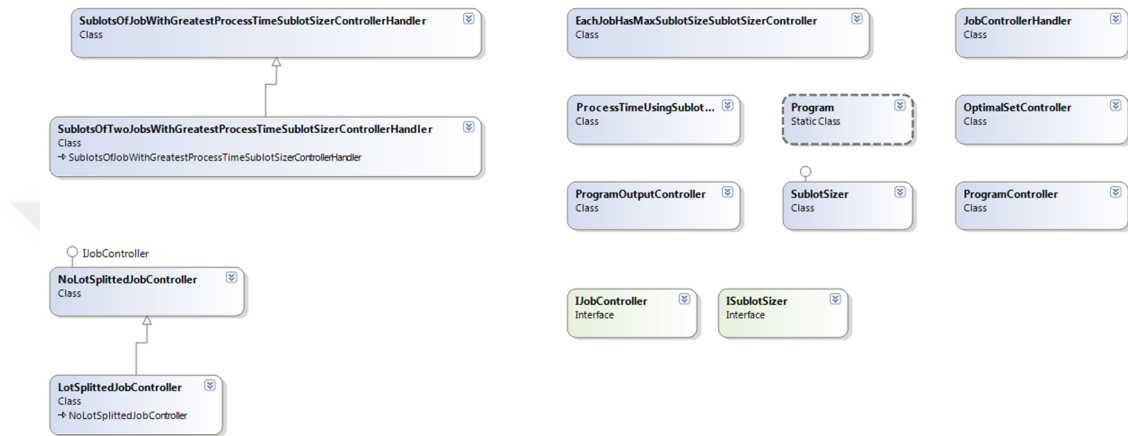 SublotsOfJobWithGreatestProcessTimeSublotSizerControllerHandler
Class
SublotsOfTwoJobsWithGreatestProcessTimeSublotSizerControllerHandler
Class
SublotsOfJobWithGreatestProcessTimeSublotSizerControllerHandler
IJobController
NoLotSplittedJobController
Class
LotSplittedJobController
Class
NoLotSplittedJobController
EachJobHasMaxSublotSizeSublotSizerController
Class
JobControllerHandler
Class
ProcessTimeUsingSublot...
Class
Program
Static Class
OptimalSetController
Class
ProgramOutputController
Class
SublotSizer
Class
ProgramController
Class
IJobController
Interface
ISublotSizer
Interface